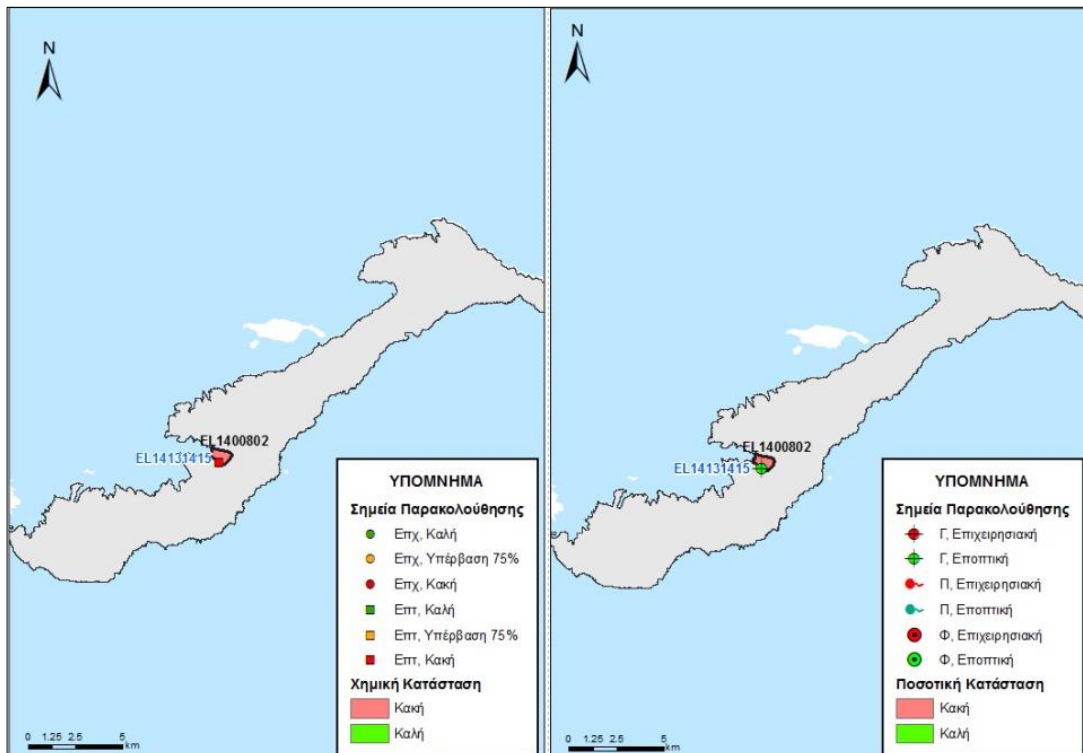 N
EL1400802
EL14131415
ΥΠΟΜΝΗΜΑ
Σημεία Παρακολούθησης
Επχ, Καλή
Επχ, Υπέρβαση 75%
Επχ, Κακή
Επτ, Καλή
Επτ, Υπέρβαση 75%
Επτ, Κακή
Χημική Κατάσταση
Κακή
Καλή
0 1.25 2.5 5
km
N
EL1400802
EL14131415
ΥΠΟΜΝΗΜΑ
Σημεία Παρακολούθησης
Γ, Επιχειρησιακή
Γ, Εποπτική
Π, Επιχειρησιακή
Π, Εποπτική
Φ, Επιχειρησιακή
Φ, Εποπτική
Ποσοτική Κατάσταση
Κακή
Καλή
0 1.25 2.5 5
km